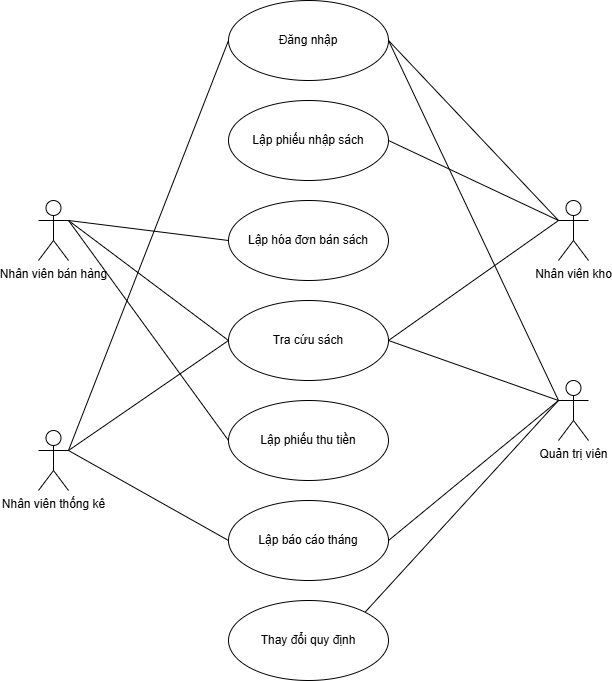 Đăng nhập
Lập phiếu nhập sách
Lập hóa đơn bán sách
Nhân viên bán hàng
Nhân viên kho
Tra cứu sách
Lập phiếu thu tiền
Quản trị viên
Nhân viên thống kê
Lập báo cáo tháng
Thay đổi quy định